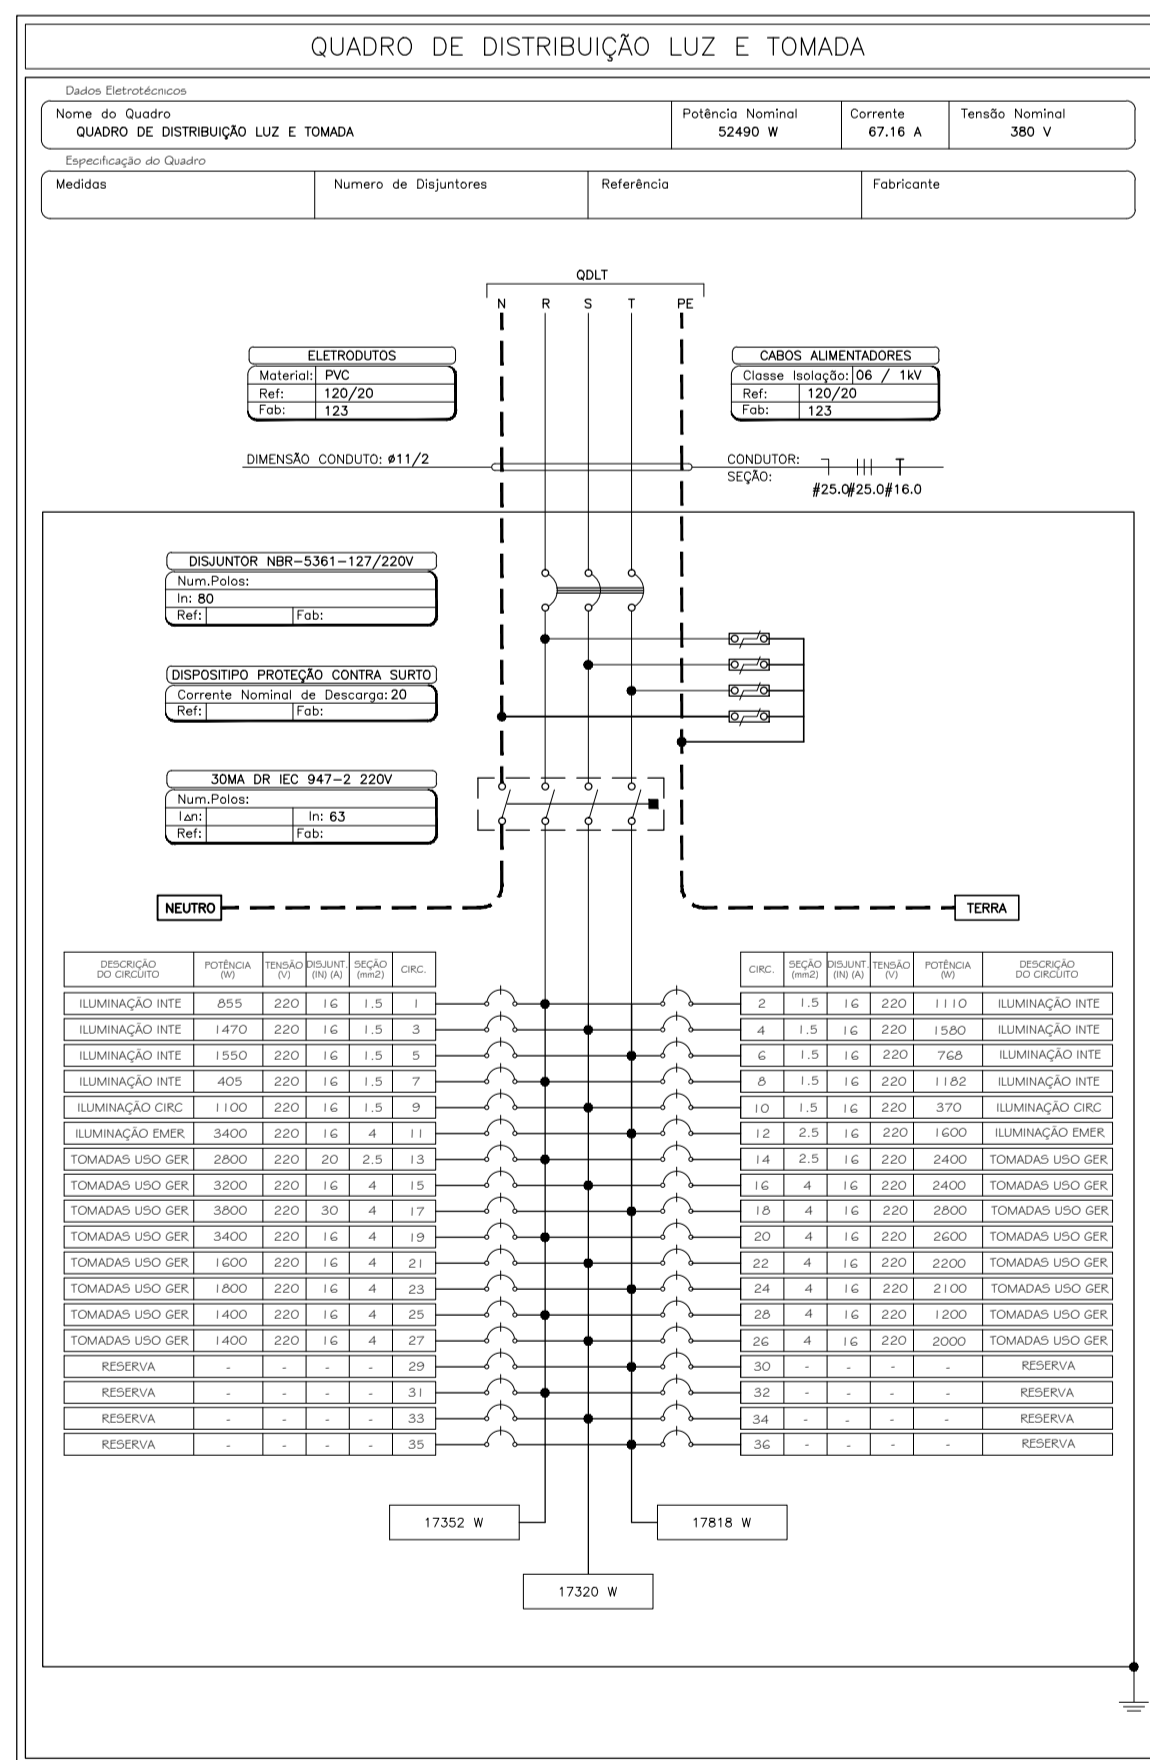 QUADRO DE DISTRIBUIÇÃO LUZ E TOMADA
Dados Eletrotécnicos
Nome do Quadro Potência Nominal Corrente Tensão Nominal
QUADRO DE DISTRIBUIÇÃO LUZ E TOMADA 52490 W 67.16 A 380 V
Especificação do Quadro
Medidas Numero de Disjuntores Referência Fabricante
QDLT
N R S T PE
ELETRODUTOS
Material: PVC
Ref: 120/20
Fab: 123
CABOS ALIMENTADORES
Classe Isolação: 06 / 1kV
Ref: 120/20
Fab: 123
DIMENSÃO CONDUTO: ø11/2
CONDUTOR:
SEÇÃO:
#25.0#25.0#16.0
DISJUNTOR NBR-5361-127/220V
Num.Polos:
In: 80
Ref: Fab:
DISPOSITIPO PROTEÇÃO CONTRA SURTO
Corrente Nominal de Descarga: 20
Ref: Fab:
30MA DR IEC 947-2 220V
Num.Polos:
I△n: In: 63
Ref: Fab:
NEUTRO TERRA
DESCRIÇÃO DO CIRCUITO POTÊNCIA (W) TENSÃO (V) DISJUNT. (IN) (A) SEÇÃO (mm2) CIRC. CIRC. SEÇÃO (mm2) DISJUNT. (IN) (A) TENSÃO (V) POTÊNCIA (W) DESCRIÇÃO DO CIRCUITO
ILUMINAÇÃO INTE 855 220 16 1.5 1 2 1.5 16 220 1110 ILUMINAÇÃO INTE
ILUMINAÇÃO INTE 1470 220 16 1.5 3 4 1.5 16 220 1580 ILUMINAÇÃO INTE
ILUMINAÇÃO INTE 1550 220 16 1.5 5 6 1.5 16 220 768 ILUMINAÇÃO INTE
ILUMINAÇÃO INTE 405 220 16 1.5 7 8 1.5 16 220 1182 ILUMINAÇÃO INTE
ILUMINAÇÃO CIRC 1100 220 16 1.5 9 10 1.5 16 220 370 ILUMINAÇÃO CIRC
ILUMINAÇÃO EMER 3400 220 16 4 11 12 2.5 16 220 1600 ILUMINAÇÃO EMER
TOMADAS USO GER 2800 220 20 2.5 13 14 2.5 16 220 2400 TOMADAS USO GER
TOMADAS USO GER 3200 220 16 4 15 16 4 16 220 2400 TOMADAS USO GER
TOMADAS USO GER 3800 220 30 4 17 18 4 16 220 2800 TOMADAS USO GER
TOMADAS USO GER 3400 220 16 4 19 20 4 16 220 2600 TOMADAS USO GER
TOMADAS USO GER 1600 220 16 4 21 22 4 16 220 2200 TOMADAS USO GER
TOMADAS USO GER 1800 220 16 4 23 24 4 16 220 2100 TOMADAS USO GER
TOMADAS USO GER 1400 220 16 4 25 28 4 16 220 1200 TOMADAS USO GER
TOMADAS USO GER 1400 220 16 4 27 26 4 16 220 2000 TOMADAS USO GER
RESERVA - - - - 29 30 - - - - RESERVA
RESERVA - - - - 31 32 - - - - RESERVA
RESERVA - - - - 33 34 - - - - RESERVA
RESERVA - - - - 35 36 - - - - RESERVA
17352 W 17818 W
17320 W